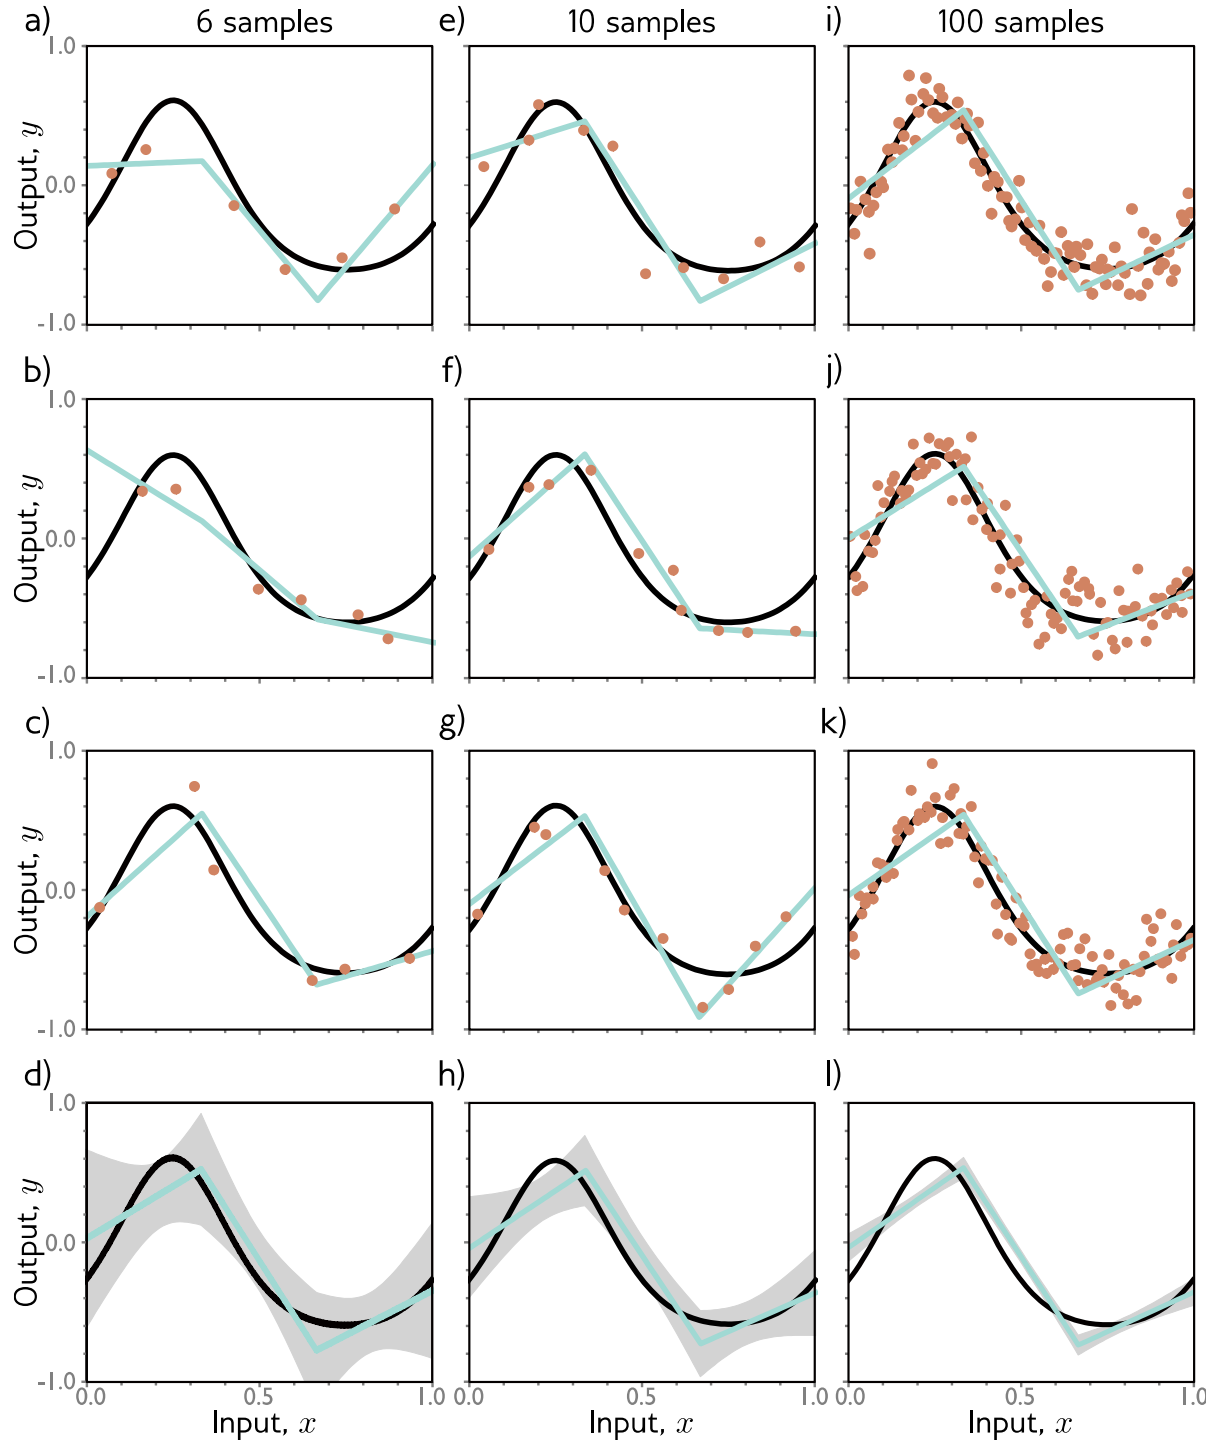 a) 6 samples e) 10 samples i) 100 samples
1.0
Output, y
0.0
-1.0
b) f) j)
1.0
Output, y
0.0
-1.0
c) g) k)
1.0
Output, y
0.0
-1.0
d) h) l)
1.0
Output, y
0.0
-1.0
0.0 0.5 1.0 0.0 0.5 1.0 0.0 0.5 1.0
Input, x Input, x Input, x